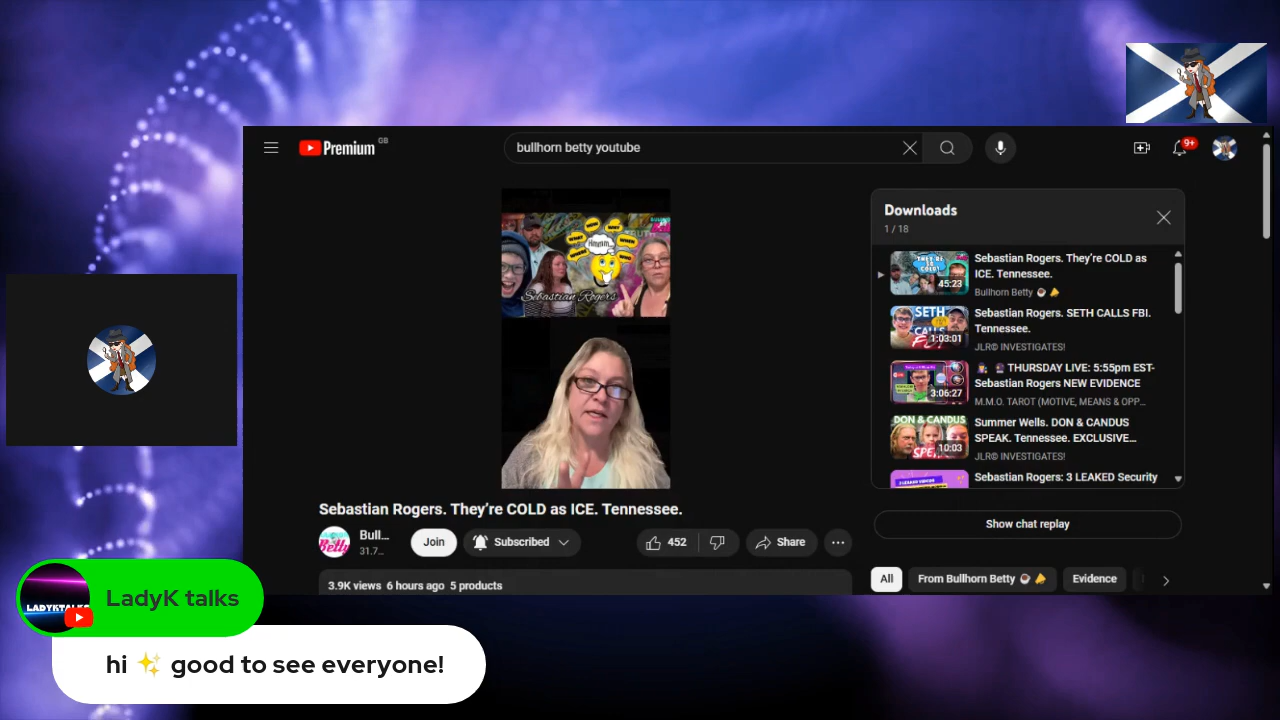 Premium GB
bullhorn betty youtube
9+
Sebastian Rogers
Downloads
1 / 18
Sebastian Rogers. They're COLD as
ICE. Tennessee.
Bullhorn Betty
45:23
Sebastian Rogers. SETH CALLS FBI.
Tennessee.
JLR© INVESTIGATES!
1:03:01
THURSDAY LIVE: 5:55pm EST-
Sebastian Rogers NEW EVIDENCE
M.M.O. TAROT (MOTIVE, MEANS & OPP...
3:06:27
DON & CANDUS
Summer Wells. DON & CANDUS
SPEAK. Tennessee. EXCLUSIVE...
JLR© INVESTIGATES!
10:03
Sebastian Rogers: 3 LEAKED Security
Sebastian Rogers. They're COLD as ICE. Tennessee.
Bull...
31.7...
Join
Subscribed
452
Share
Show chat replay
3.9K views 6 hours ago 5 products
All
From Bullhorn Betty
Evidence
LADYKTALKS
LadyK talks
hi ✨ good to see everyone!